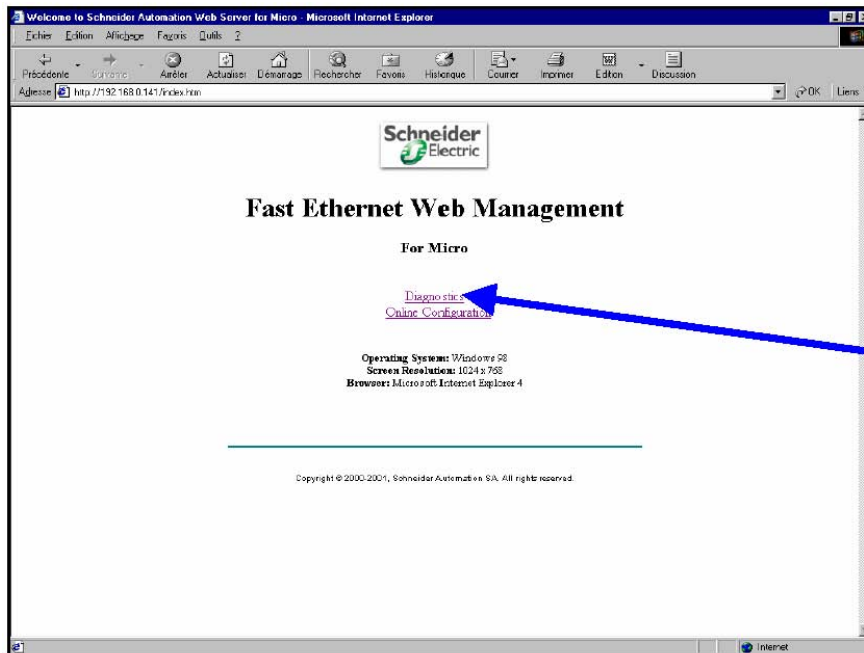 Welcome to Schneider Automation Web Server for Micro - Microsoft Internet Explorer
Fichier Edition Affichage Favoris Outils ?
Précédente Suivante Arrêter Actualiser Démarrage Rechercher Favoris Historique Courrier Imprimer Edition Discussion
Adresse http://192.168.0.141/index.htm OK Liens
Schneider
Electric
Fast Ethernet Web Management
For Micro
Diagnostics
Online Configuration
Operating System: Windows 98
Screen Resolution: 1024 x 768
Browser: Microsoft Internet Explorer 4
Copyright © 2000-2001, Schneider Automation SA. All rights reserved.
Internet